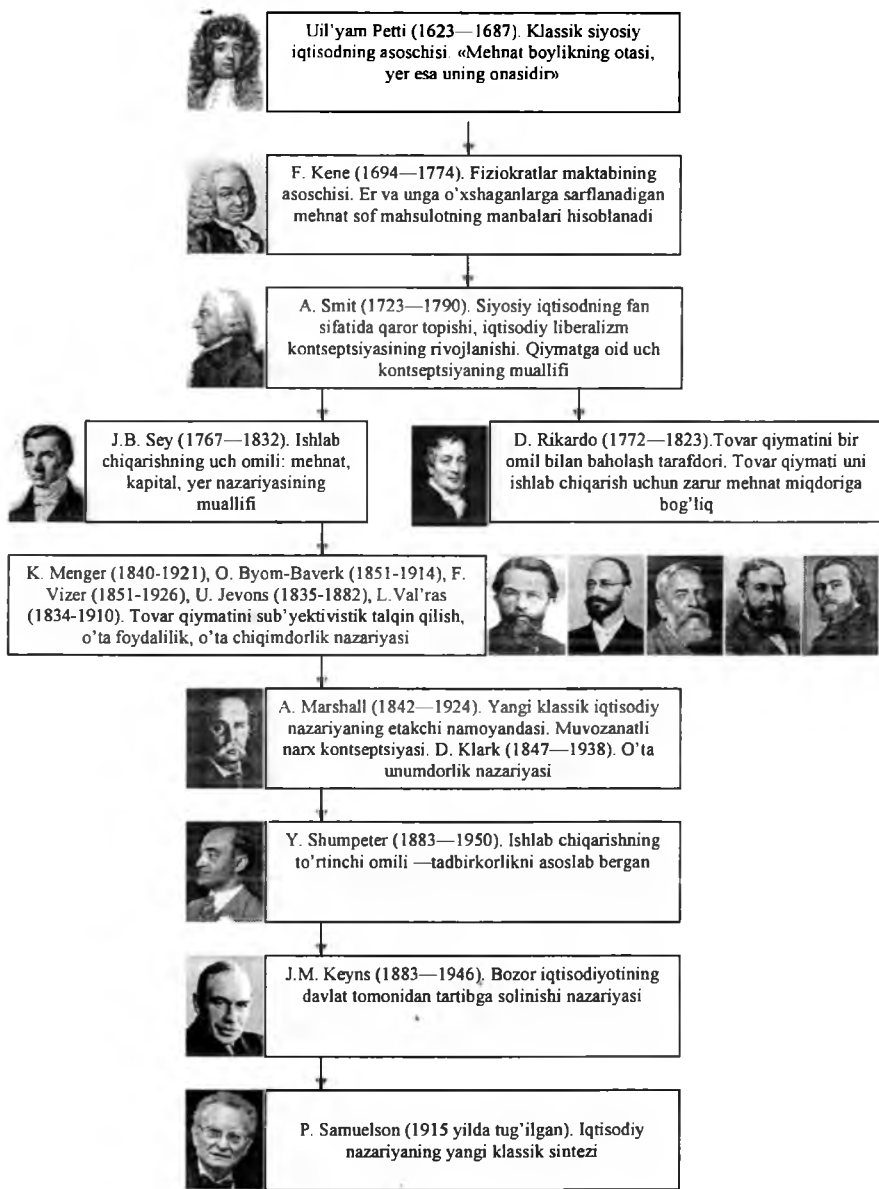 Uil'yam Petti (1623—1687). Klassik siyosiy
iqtisodning asoschisi. «Mehnat boylikning otasi,
yer esa uning onasidir»
F. Kene (1694—1774). Fiziokratlar maktabining
asoschisi. Er va unga o'xshaganlarga sarflanadigan
mehnat sof mahsulotning manbalari hisoblanadi
A. Smit (1723—1790). Siyosiy iqtisodning fan
sifatida qaror topishi, iqtisodiy liberalizm
kontseptsiyasining rivojlanishi. Qiymatga oid uch
kontseptsiyaning muallifi
J.B. Sey (1767—1832). Ishlab
chiqarishning uch omili: mehnat,
kapital, yer nazariyasining
muallifi
D. Rikardo (1772—1823).Tovar qiymatini bir
omil bilan baholash tarafdori. Tovar qiymati uni
ishlab chiqarish uchun zarur mehnat miqdoriga
bog'liq
K. Menger (1840-1921), O. Byom-Baverk (1851-1914), F.
Vizer (1851-1926), U. Jevons (1835-1882), L.Val'ras
(1834-1910). Tovar qiymatini sub'yektivistik talqin qilish,
o'ta foydalilik, o'ta chiqimdorlik nazariyasi
A. Marshall (1842—1924). Yangi klassik iqtisodiy
nazariyaning etakchi namoyandasi. Muvozanatli
narx kontseptsiyasi. D. Klark (1847—1938). O'ta
unumdorlik nazariyasi
Y. Shumpeter (1883—1950). Ishlab chiqarishning
to'rtinchi omili —tadbirkorlikni asoslab bergan
J.M. Keyns (1883—1946). Bozor iqtisodiyotining
davlat tomonidan tartibga solinishi nazariyasi
P. Samuelson (1915 yilda tug'ilgan). Iqtisodiy
nazariyaning yangi klassik sintezi